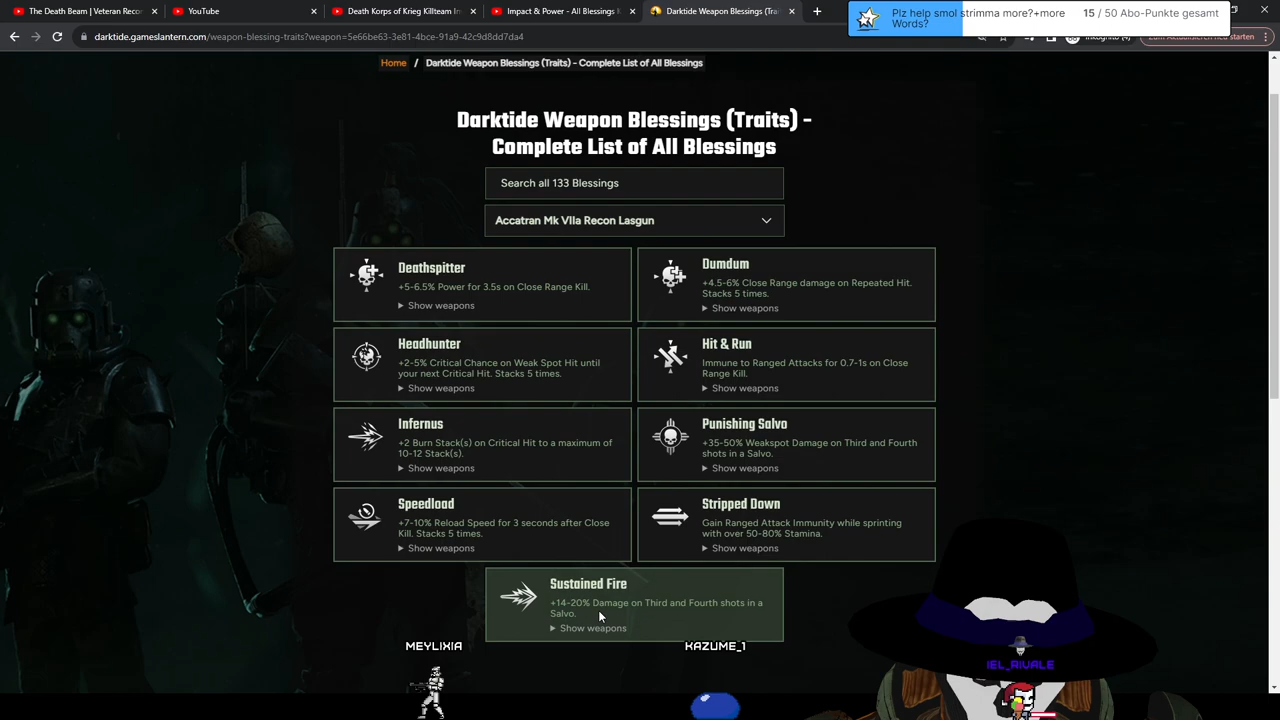 The Death Beam | Veteran Recon
YouTube
Death Korps of Krieg Killteam In
Impact & Power - All Blessings I
Darktide Weapon Blessings (Trai
Plz help smol strimma more?+more
Words?
15 / 50 Abo-Punkte gesamt
darktide.gameslantern.com/weapon-blessing-traits?weapon=5e66be63-3e81-4bce-91a9-42c9d8dd7da4
Inkognito (4)
Zum Aktualisieren neu starten
Home / Darktide Weapon Blessings (Traits) - Complete List of All Blessings
Darktide Weapon Blessings (Traits) -
Complete List of All Blessings
Search all 133 Blessings
Accatran Mk VIIa Recon Lasgun
Deathspitter
+5-6.5% Power for 3.5s on Close Range Kill.
Show weapons
Dumdum
+4.5-6% Close Range damage on Repeated Hit.
Stacks 5 times.
Show weapons
Headhunter
+2-5% Critical Chance on Weak Spot Hit until
your next Critical Hit. Stacks 5 times.
Show weapons
Hit & Run
Immune to Ranged Attacks for 0.7-1s on Close
Range Kill.
Show weapons
Infernus
+2 Burn Stack(s) on Critical Hit to a maximum of
10-12 Stack(s).
Show weapons
Punishing Salvo
+35-50% Weakspot Damage on Third and Fourth
shots in a Salvo.
Show weapons
Speedload
+7-10% Reload Speed for 3 seconds after Close
Kill. Stacks 5 times.
Show weapons
Stripped Down
Gain Ranged Attack Immunity while sprinting
with over 50-80% Stamina.
Show weapons
Sustained Fire
+14-20% Damage on Third and Fourth shots in a
Salvo.
Show weapons
MEYLIXIA
KAZUME_1
IEL_AIVALE